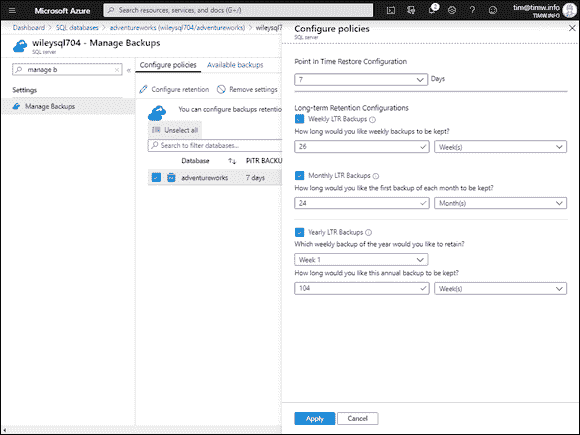 Microsoft Azure
Search resources, services, and docs (G+/)
2
tim@timw.info
TIMW.INFO
Dashboard > SQL databases > adventureworks (wileysql704/adventureworks) > wileysql7
wileysql704 - Manage Backups
SQL server
manage b
Settings
Manage Backups
Configure policies Available backups
Configure retention Remove settings
You can configure backups retentio
Unselect all
Search to filter databases...
Database PITR BACKU
adventureworks 7 days
Configure policies
SQL server
Point In Time Restore Configuration
7 Days
Long-term Retention Configurations
Weekly LTR Backups
How long would you like weekly backups to be kept?
26 Week(s)
Monthly LTR Backups
How long would you like the first backup of each month to be kept?
24 Month(s)
Yearly LTR Backups
Which weekly backup of the year would you like to retain?
Week 1
How long would you like this annual backup to be kept?
104 Week(s)
Apply Cancel